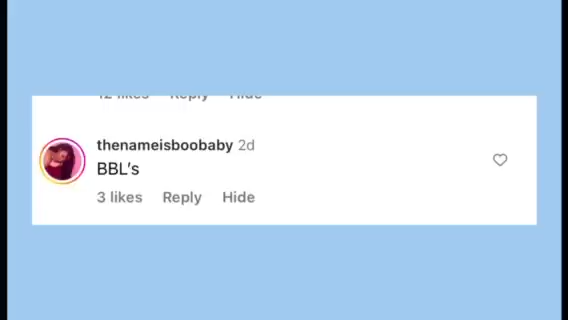 12 likes Reply Hide
thenameisboobaby 2d
BBL's
3 likes Reply Hide